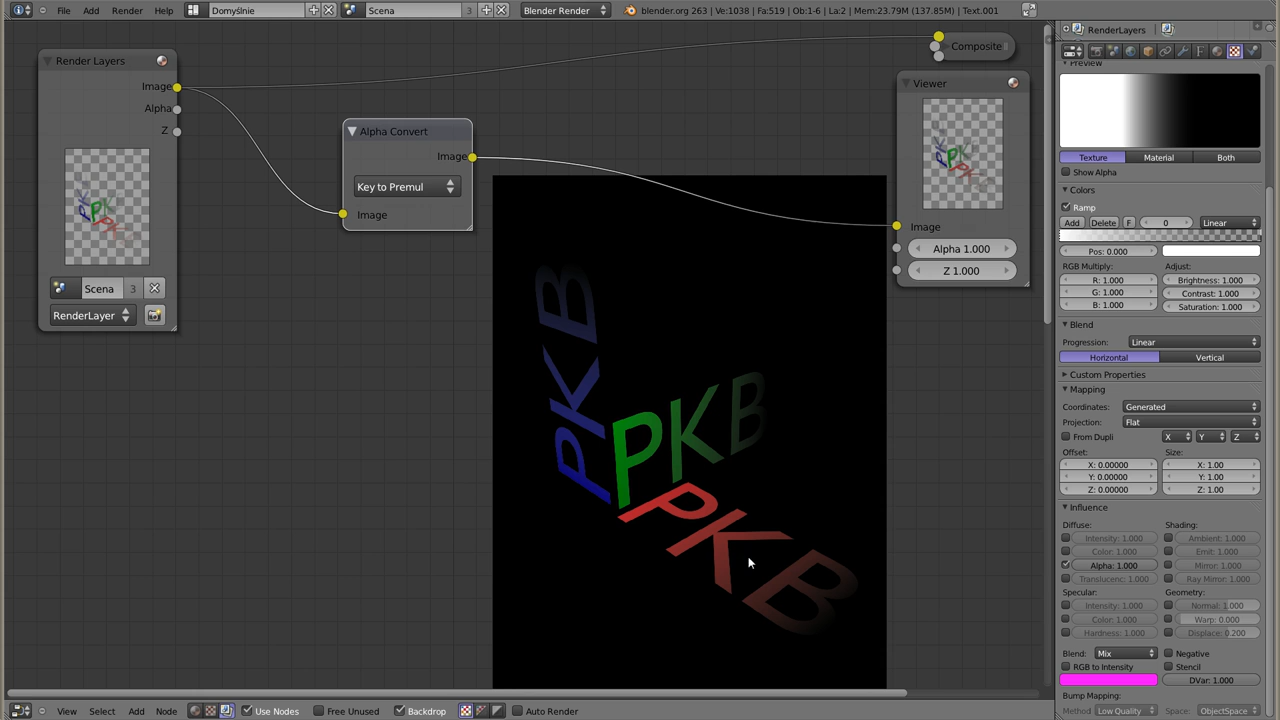 File Add Render Help Domyślnie Scena 3 Blender Render blender.org 263 | Ve:1038 | Fa:519 | Ob:1-6 | La:2 | Mem:23.79M (137.85M) | Text.001
Render Layers
Image
Alpha
Z
Scena 3
RenderLayer
Alpha Convert
Image
Key to Premul
Image
Composite
Viewer
Image
Alpha 1.000
Z 1.000
PKB
PKB
PKB
RenderLayers
Preview
Texture Material Both
Show Alpha
Colors
Ramp
Add Delete F 0 Linear
Pos: 0.000
RGB Multiply: Adjust:
R: 1.000 Brightness: 1.000
G: 1.000 Contrast: 1.000
B: 1.000 Saturation: 1.000
Blend
Progression: Linear
Horizontal Vertical
Custom Properties
Mapping
Coordinates: Generated
Projection: Flat
From Dupli X Y Z
Offset: Size:
X: 0.00000 X: 1.00
Y: 0.00000 Y: 1.00
Z: 0.00000 Z: 1.00
Influence
Diffuse: Shading:
Intensity: 1.000 Ambient: 1.000
Color: 1.000 Emit: 1.000
Alpha: 1.000 Mirror: 1.000
Translucenc: 1.000 Ray Mirror: 1.000
Specular: Geometry:
Intensity: 1.000 Normal: 1.000
Color: 1.000 Warp: 0.000
Hardness: 1.000 Displace: 0.200
Blend: Mix Negative
RGB to Intensity Stencil
DVar: 1.000
Bump Mapping:
Method Low Quality Space: ObjectSpace
View Select Add Node Use Nodes Free Unused Backdrop Auto Render